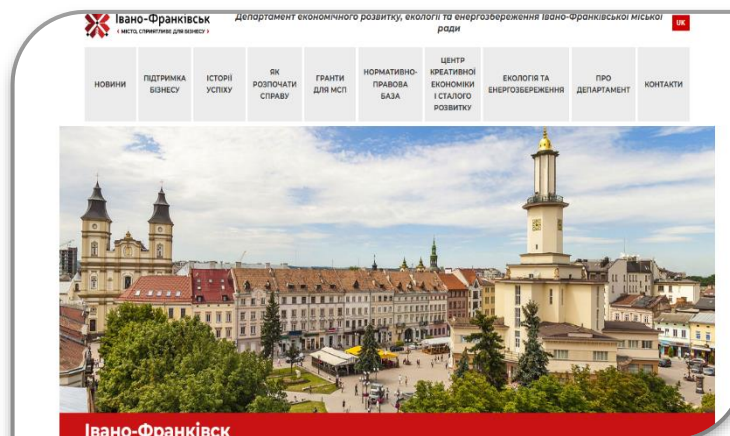 Івано-Франківськ
( МІСТО, СПРИЯТЛИВЕ ДЛЯ БІЗНЕСУ )
Департамент економічного розвитку, екології та енергозбереження Івано-Франківської міської
ради
UK
НОВИНИ
ПІДТРИМКА
БІЗНЕСУ
ІСТОРІЇ
УСПІХУ
ЯК
РОЗПОЧАТИ
СПРАВУ
ГРАНТИ
ДЛЯ МСП
НОРМАТИВНО-
ПРАВОВА
БАЗА
ЦЕНТР
КРЕАТИВНОЇ
ЕКОНОМІКИ
І СТАЛОГО
РОЗВИТКУ
ЕКОЛОГІЯ ТА
ЕНЕРГОЗБЕРЕЖЕННЯ
ПРО
ДЕПАРТАМЕНТ
КОНТАКТИ
Івано-Франківск